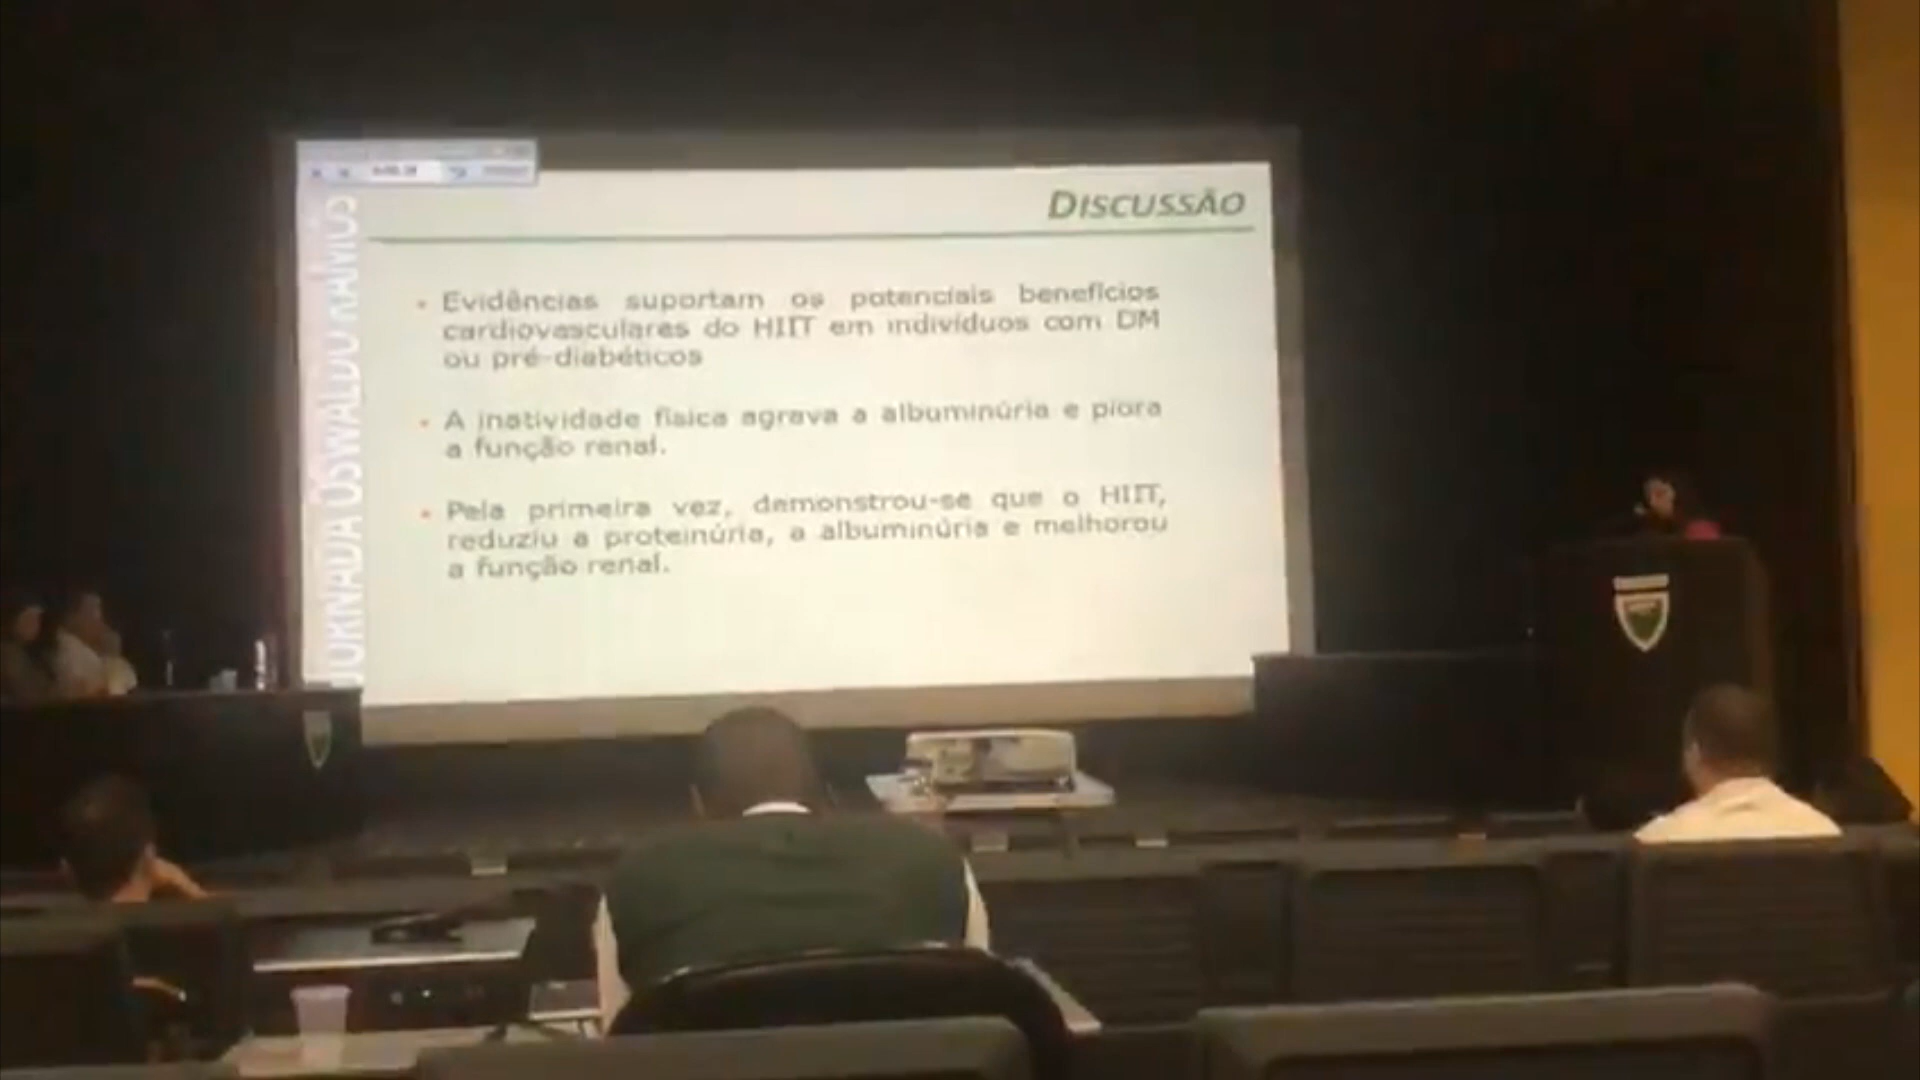 DISCUSSÃO
• Evidências suportam os potenciais benefícios
cardiovasculares do HIIT em indivíduos com DM
ou pré-diabéticos
• A inatividade física agrava a albuminúria e piora
a função renal.
• Pela primeira vez, demonstrou-se que o HIIT,
reduziu a proteinúria, a albuminúria e melhorou
a função renal.
JORNADA OSWALDO RAMOS